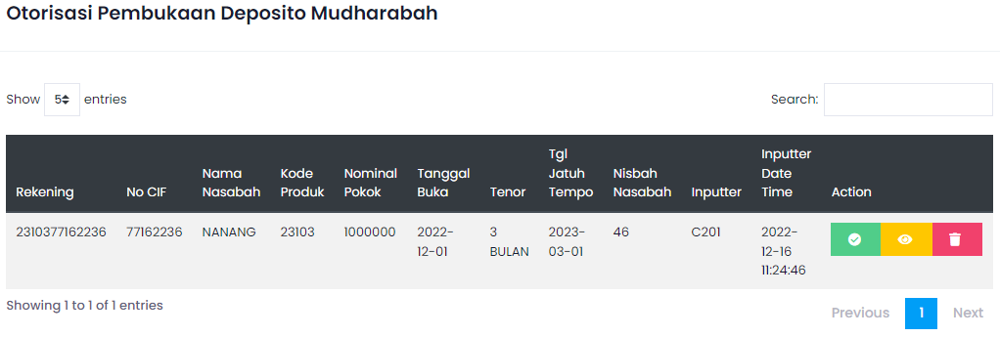 Otorisasi Pembukaan Deposito Mudharabah
Show 5 entries
Search:
Rekening No CIF Nama Nasabah Kode Produk Nominal Pokok Tanggal Buka Tenor Tgl Jatuh Tempo Nisbah Nasabah Inputter Inputter Date Time Action
2310377162236 77162236 NANANG 23103 1000000 2022-12-01 3 BULAN 2023-03-01 46 C201 2022-12-16 11:24:46
Showing 1 to 1 of 1 entries
Previous 1 Next